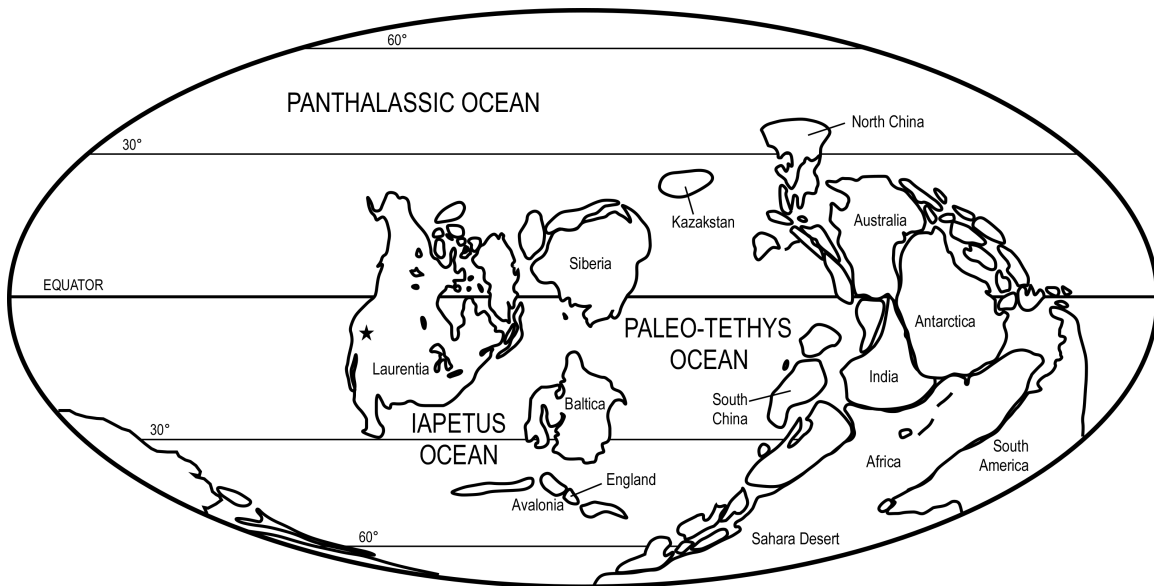 60°
PANTHALASSIC OCEAN
North China
30°
Kazakstan
Australia
Siberia
EQUATOR
Antarctica
PALEO-TETHYS
OCEAN
Laurentia
India
Baltica
South
China
IAPETUS
OCEAN
30°
South
America
Africa
England
Avalonia
60°
Sahara Desert